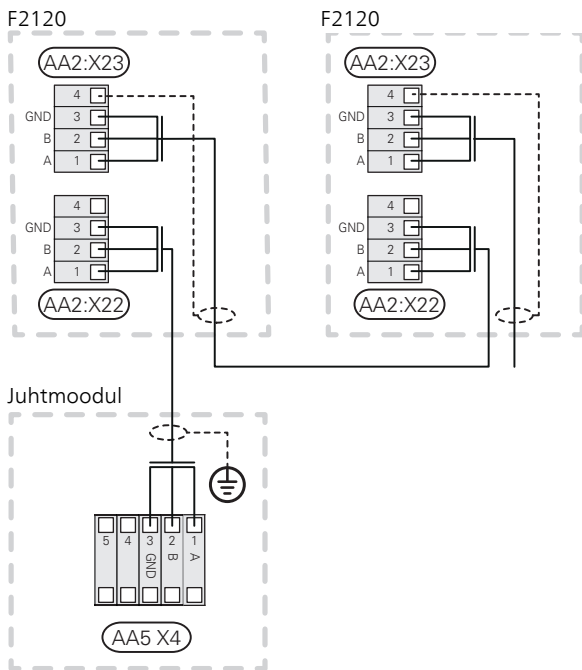 F2120
F2120
AA2:X23
AA2:X23
4
4
GND 3
GND 3
B 2
B 2
A 1
A 1
4
4
GND 3
GND 3
B 2
B 2
A 1
A 1
AA2:X22
AA2:X22
Juhtmoodul
5 4 3 2 1
GND B A
AA5 X4